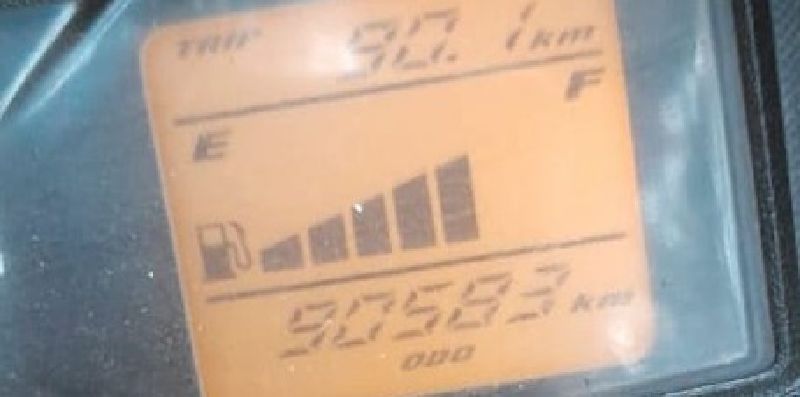 TRIP 90.1 km
E F
90583 km
ODO